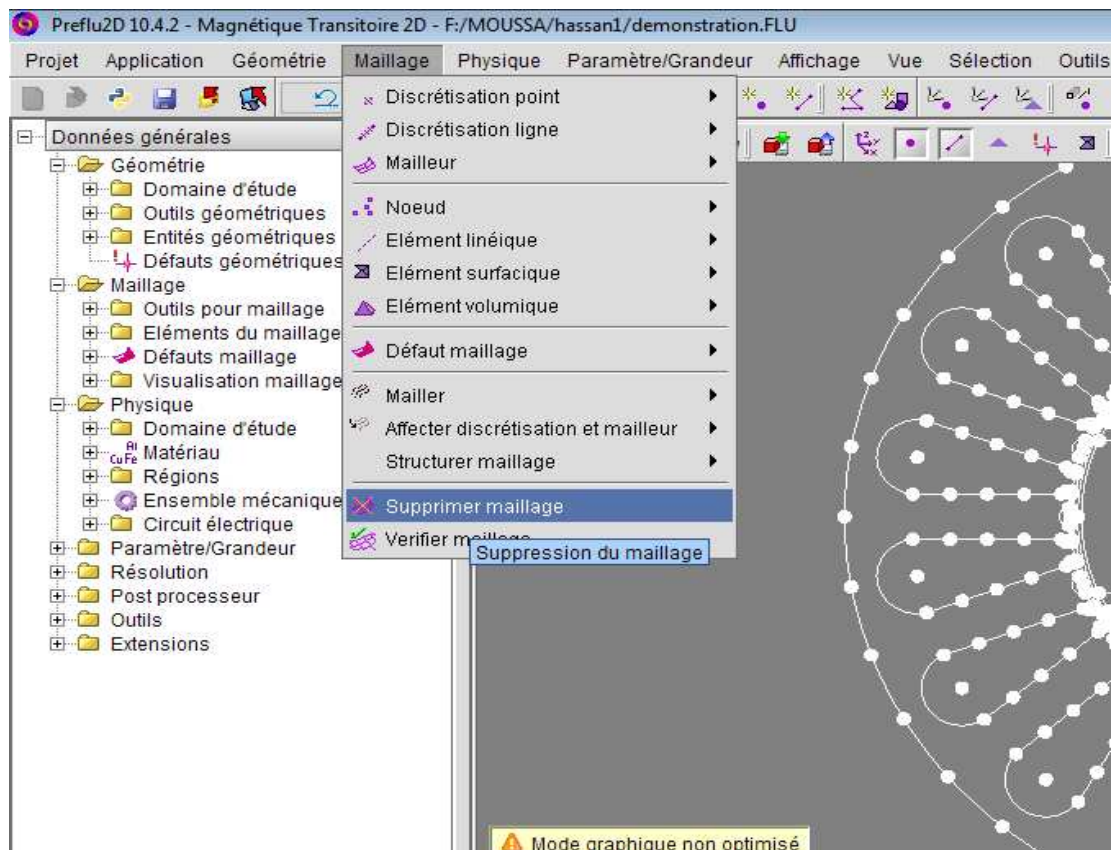 Preflu2D 10.4.2 - Magnétique Transitoire 2D - F:/MOUSSA/hassan1/demonstration.FLU
Projet Application Géométrie Maillage Physique Paramètre/Grandeur Affichage Vue Sélection Outils
Données générales
Géométrie
Domaine d'étude
Outils géométriques
Entités géométriques
Défauts géométriques
Maillage
Outils pour maillage
Eléments du maillage
Défauts maillage
Visualisation maillage
Physique
Domaine d'étude
Matériau
Régions
Ensemble mécanique
Circuit électrique
Paramètre/Grandeur
Résolution
Post processeur
Outils
Extensions
Discrétisation point
Discrétisation ligne
Mailleur
Noeud
Elément linéique
Elément surfacique
Elément volumique
Défaut maillage
Mailler
Affecter discrétisation et mailleur
Structurer maillage
Supprimer maillage
Verifier maillage
Suppression du maillage
Mode graphique non optimisé